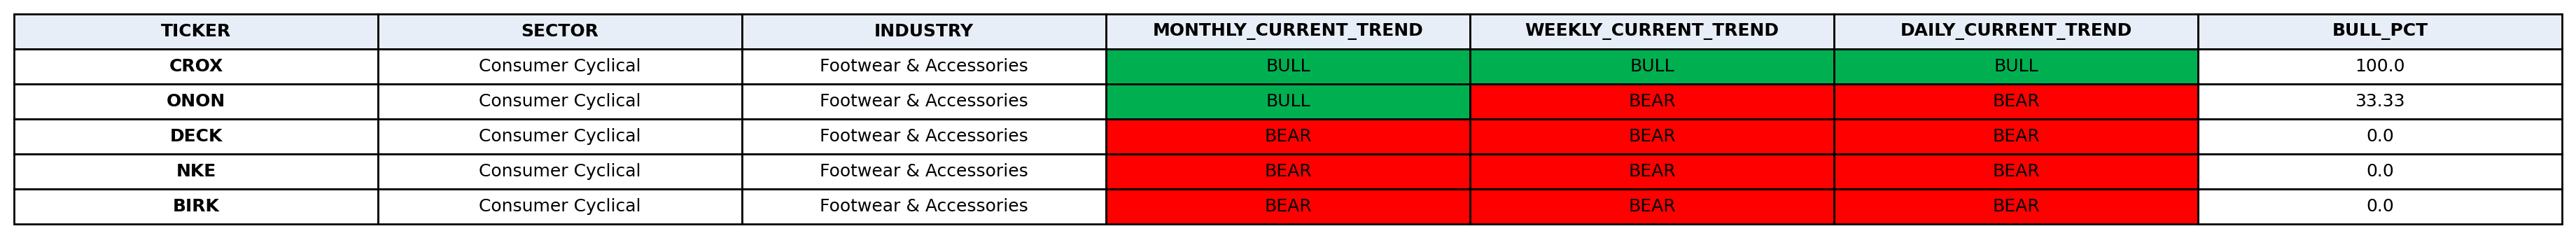 TICKER SECTOR INDUSTRY MONTHLY_CURRENT_TREND WEEKLY_CURRENT_TREND DAILY_CURRENT_TREND BULL_PCT
CROX Consumer Cyclical Footwear & Accessories BULL BULL BULL 100.0
ONON Consumer Cyclical Footwear & Accessories BULL BEAR BEAR 33.33
DECK Consumer Cyclical Footwear & Accessories BEAR BEAR BEAR 0.0
NKE Consumer Cyclical Footwear & Accessories BEAR BEAR BEAR 0.0
BIRK Consumer Cyclical Footwear & Accessories BEAR BEAR BEAR 0.0